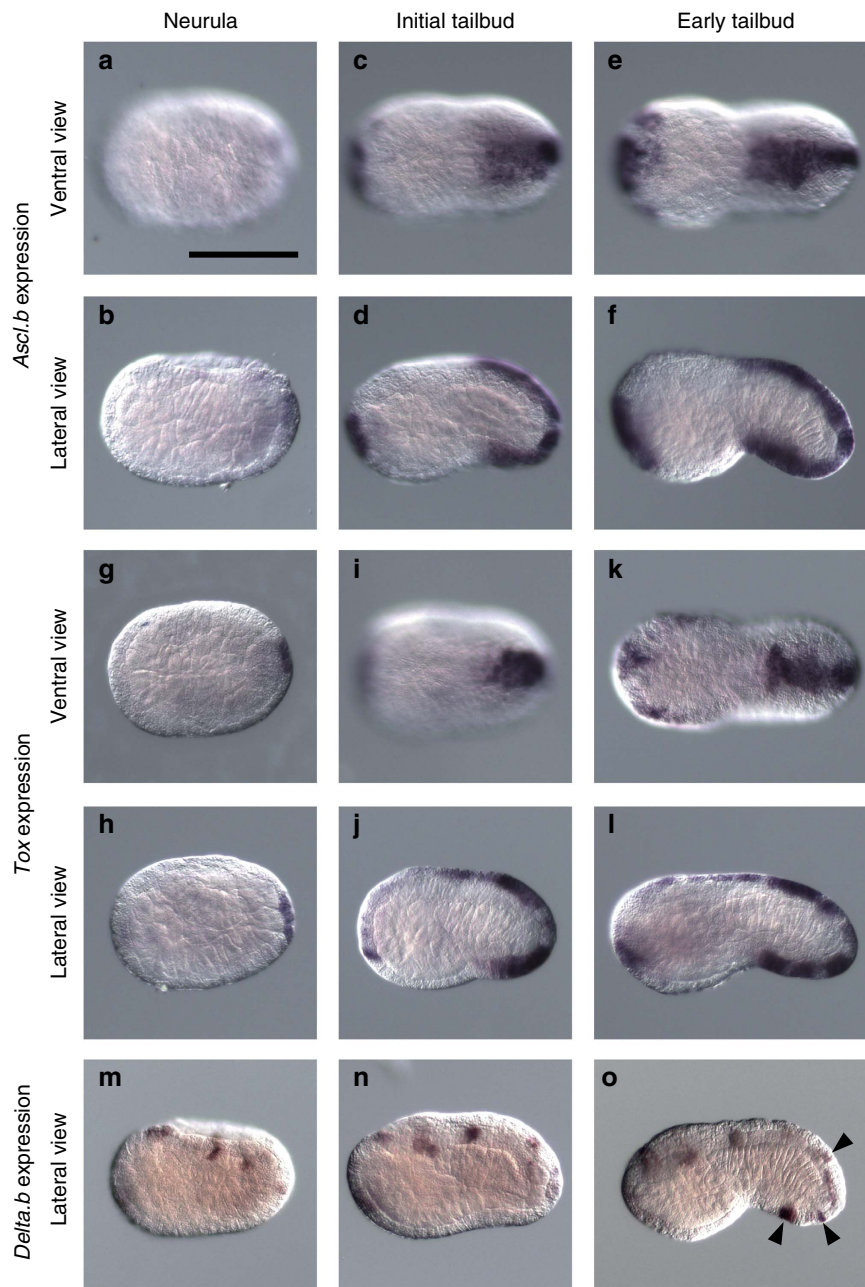 Neurula Initial tailbud Early tailbud
Ascl.b expression
Ventral view
a c e
Lateral view
b d f
Tox expression
Ventral view
g i k
Lateral view
h j l
Delta.b expression
Lateral view
m n o